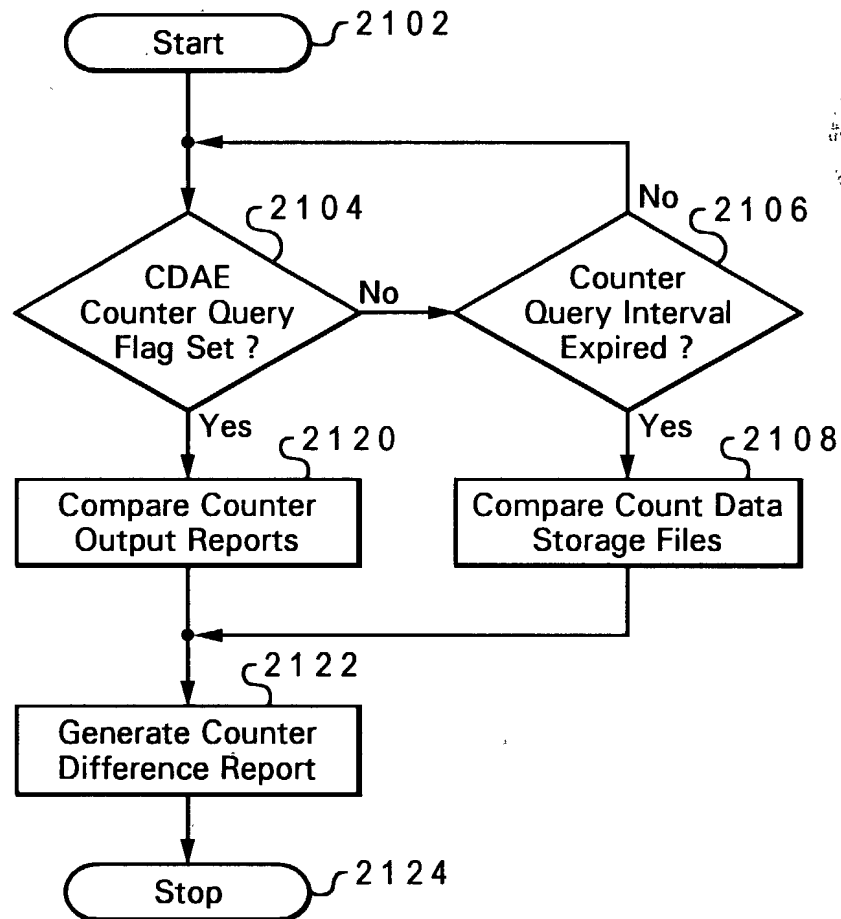 Start
2102
2104
CDAE
Counter Query
Flag Set ?
No
No
2106
Counter
Query Interval
Expired ?
Yes
2120
Compare Counter
Output Reports
Yes
2108
Compare Count Data
Storage Files
2122
Generate Counter
Difference Report
Stop
2124